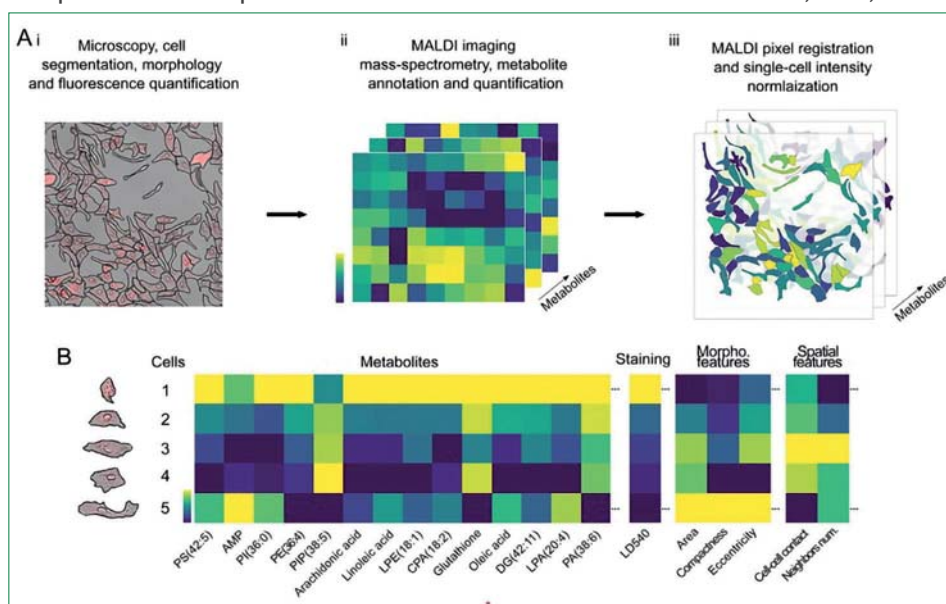 A i
Microscopy, cell
segmentation, morphology
and fluorescence quantification
ii
MALDI imaging
mass-spectrometry, metabolite
annotation and quantification
iii
MALDI pixel registration
and single-cell intensity
normlaization
Metabolites
Metabolites
B
Cells
Metabolites
Staining
Morpho.
features
Spatial
features
1
2
3
4
5
PS(42:5)
AMP
PI(36:0)
PE(36:4)
PIP(38:5)
Arachidonic acid
Linoleic acid
LPE(18:1)
CPA(18:2)
Glutathione
Oleic acid
DG(42:11)
LPA(20:4)
PA(38:6)
LD540
Area
Compactness
Eccentricity
Cell-cell contact
Neighbors num.